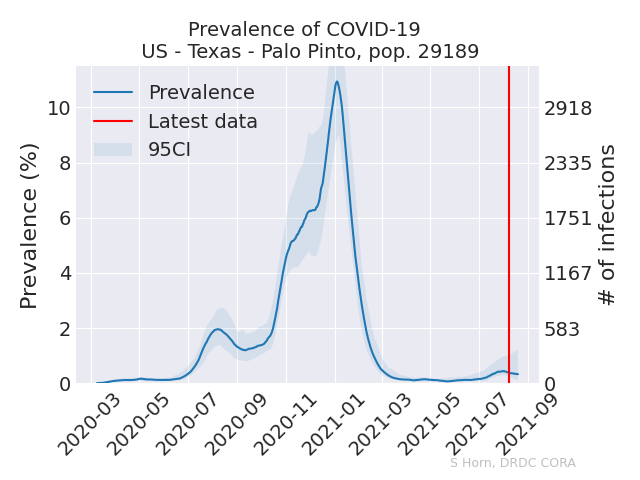 Prevalence of COVID-19
US - Texas - Palo Pinto, pop. 29189
Prevalence
Latest data
95CI
Prevalence (%)
10
8
6
4
2
0
2918
2335
1751
1167
583
0
# of infections
2020-03
2020-05
2020-07
2020-09
2020-11
2021-01
2021-03
2021-05
2021-07
2021-09
S Horn, DRDC CORA